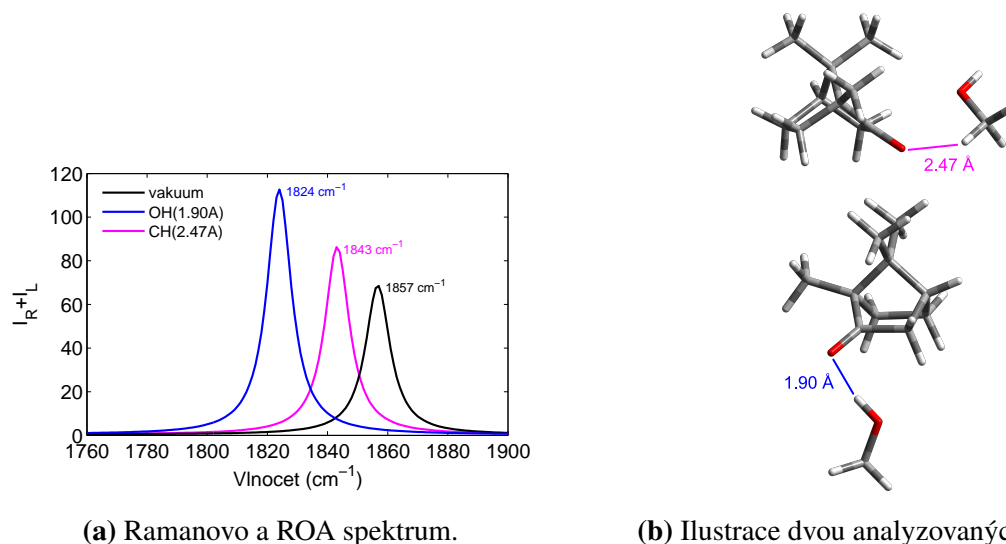 120
100
80
60
40
20
0
I_R+I_L
vakuum
OH(1.90A)
CH(2.47A)
1824 cm⁻¹
1843 cm⁻¹
1857 cm⁻¹
1760 1780 1800 1820 1840 1860 1880 1900
Vlnocet (cm⁻¹)
(a) Ramanovo a ROA spektrum.
2.47 Å
1.90 Å
(b) Ilustrace dvou analyzovaných